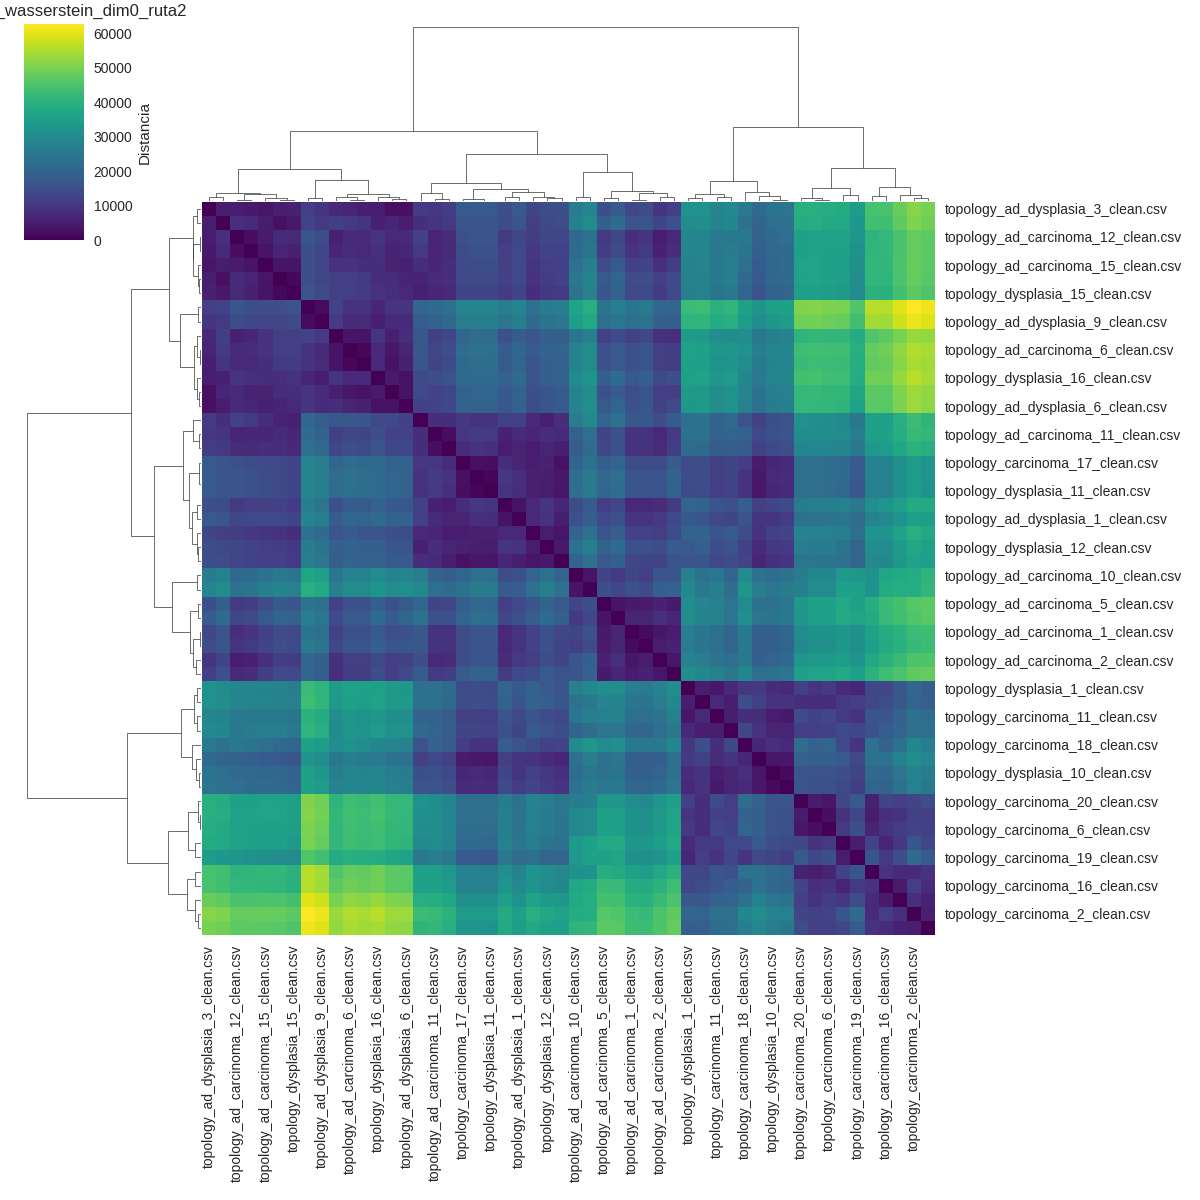 _wasserstein_dim0_ruta2
60000
50000
40000
30000
20000
10000
0
Distancia
topology_ad_dysplasia_3_clean.csv
topology_ad_carcinoma_12_clean.csv
topology_ad_carcinoma_15_clean.csv
topology_dysplasia_15_clean.csv
topology_ad_dysplasia_9_clean.csv
topology_ad_carcinoma_6_clean.csv
topology_dysplasia_16_clean.csv
topology_ad_dysplasia_6_clean.csv
topology_ad_carcinoma_11_clean.csv
topology_carcinoma_17_clean.csv
topology_dysplasia_11_clean.csv
topology_ad_dysplasia_1_clean.csv
topology_dysplasia_12_clean.csv
topology_ad_carcinoma_10_clean.csv
topology_ad_carcinoma_5_clean.csv
topology_ad_carcinoma_1_clean.csv
topology_ad_carcinoma_2_clean.csv
topology_dysplasia_1_clean.csv
topology_carcinoma_11_clean.csv
topology_carcinoma_18_clean.csv
topology_dysplasia_10_clean.csv
topology_carcinoma_20_clean.csv
topology_carcinoma_6_clean.csv
topology_carcinoma_19_clean.csv
topology_carcinoma_16_clean.csv
topology_carcinoma_2_clean.csv
topology_ad_dysplasia_3_clean.csv
topology_ad_carcinoma_12_clean.csv
topology_ad_carcinoma_15_clean.csv
topology_dysplasia_15_clean.csv
topology_ad_dysplasia_9_clean.csv
topology_ad_carcinoma_6_clean.csv
topology_dysplasia_16_clean.csv
topology_ad_dysplasia_6_clean.csv
topology_ad_carcinoma_11_clean.csv
topology_carcinoma_17_clean.csv
topology_dysplasia_11_clean.csv
topology_ad_dysplasia_1_clean.csv
topology_dysplasia_12_clean.csv
topology_ad_carcinoma_10_clean.csv
topology_ad_carcinoma_5_clean.csv
topology_ad_carcinoma_1_clean.csv
topology_ad_carcinoma_2_clean.csv
topology_dysplasia_1_clean.csv
topology_carcinoma_11_clean.csv
topology_carcinoma_18_clean.csv
topology_dysplasia_10_clean.csv
topology_carcinoma_20_clean.csv
topology_carcinoma_6_clean.csv
topology_carcinoma_19_clean.csv
topology_carcinoma_16_clean.csv
topology_carcinoma_2_clean.csv